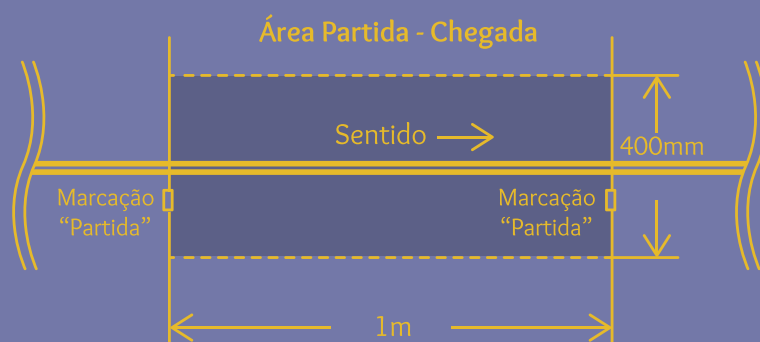 Área Partida - Chegada
Sentido
400mm
Marcação
“Partida”
Marcação
“Partida”
1m